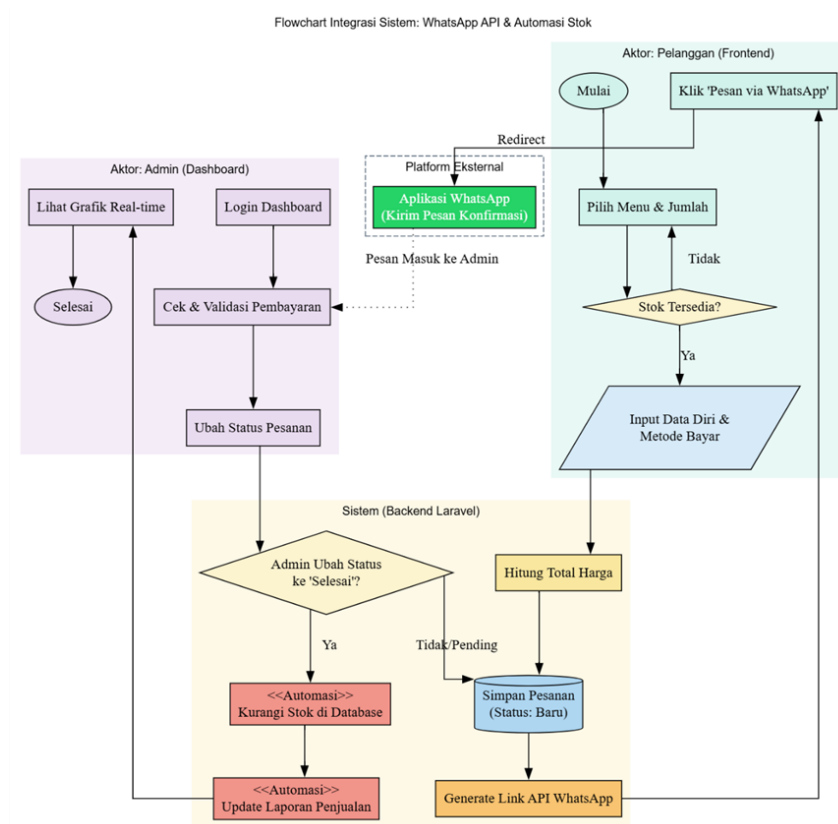 Flowchart Integrasi Sistem: WhatsApp API & Automasi Stok
Aktor: Pelanggan (Frontend)
Mulai
Klik 'Pesan via WhatsApp'
Redirect
Platform Eksternal
Aplikasi WhatsApp
(Kirim Pesan Konfirmasi)
Pesan Masuk ke Admin
Aktor: Admin (Dashboard)
Lihat Grafik Real-time
Login Dashboard
Selesai
Cek & Validasi Pembayaran
Ubah Status Pesanan
Pilih Menu & Jumlah
Tidak
Stok Tersedia?
Ya
Input Data Diri &
Metode Bayar
Sistem (Backend Laravel)
Admin Ubah Status
ke 'Selesai'?
Hitung Total Harga
Ya
Tidak/Pending
<<Automasi>>
Kurangi Stok di Database
Simpan Pesanan
(Status: Baru)
<<Automasi>>
Update Laporan Penjualan
Generate Link API WhatsApp